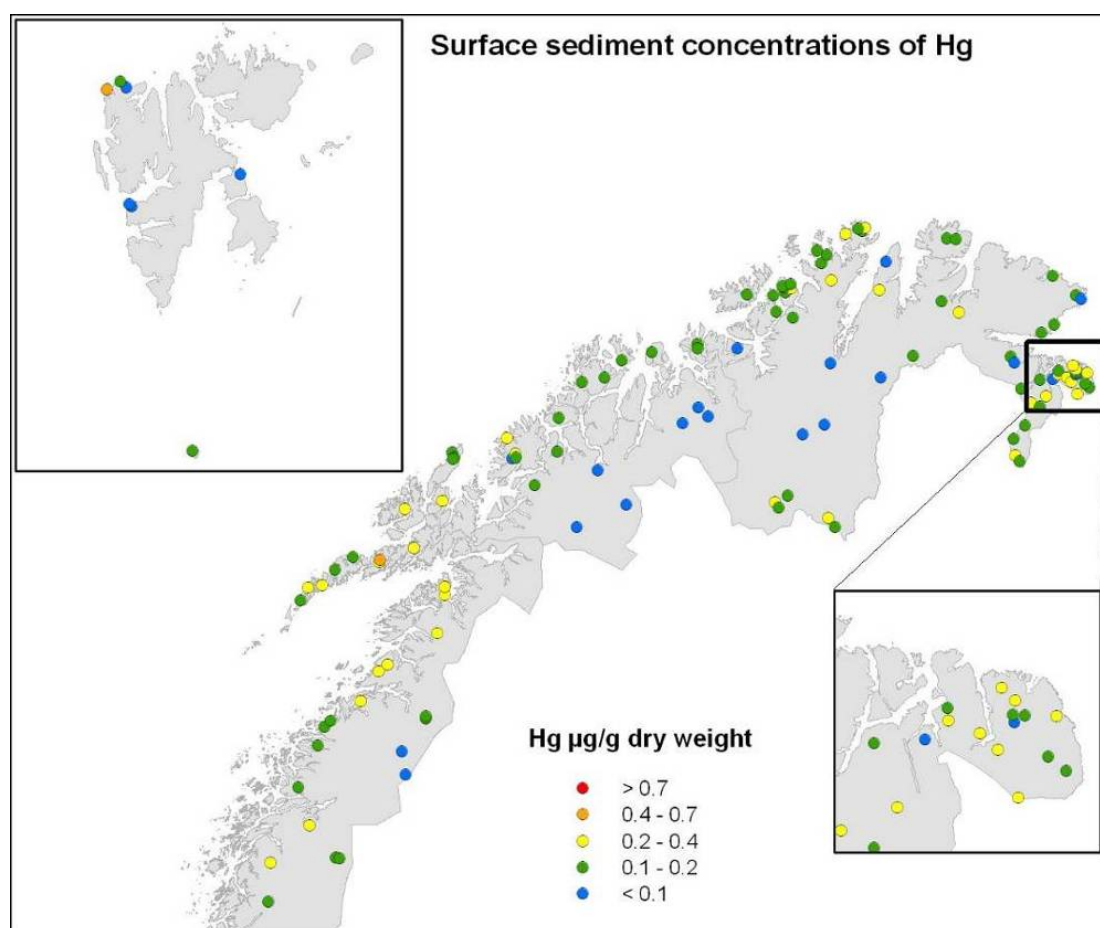 Surface sediment concentrations of Hg
Hg µg/g dry weight
> 0.7
0.4 - 0.7
0.2 - 0.4
0.1 - 0.2
< 0.1